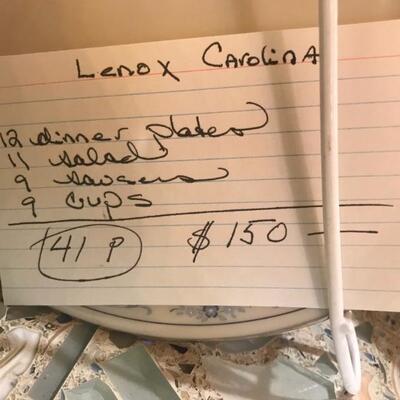 Lenox Carolina
12 dinner plates
11 salad
9 saucers
9 cups
41 P $150